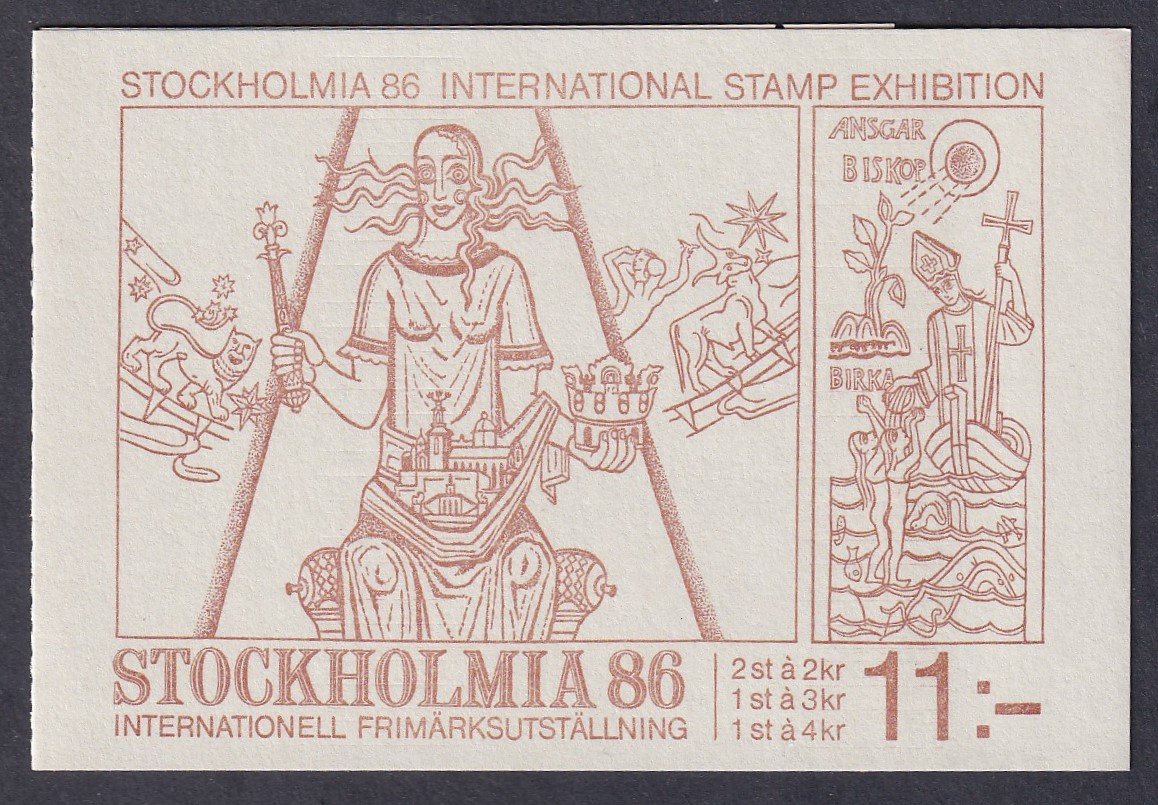 STOCKHOLMIA 86 INTERNATIONAL STAMP EXHIBITION
ANSGAR
BISKOP
BIRKA
STOCKHOLMIA 86
INTERNATIONELL FRIMÄRKSUTSTÄLLNING
2 st à 2kr
1 st à 3kr
1 st à 4kr
11:-